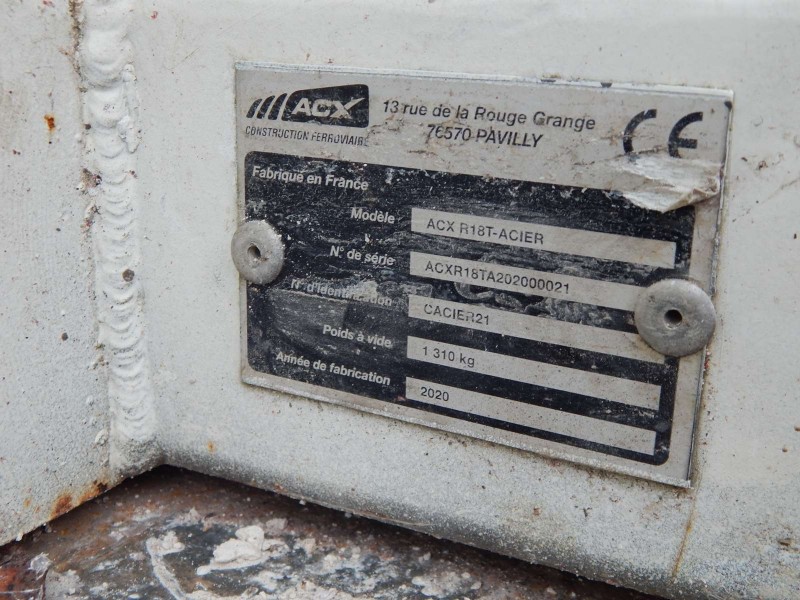 ACX
CONSTRUCTION FERROVIAIRE
13 rue de la Rouge Grange
76570 PAVILLY
CE
Fabriqué en France
Modèle ACX R18T-ACIER
N° de série ACXR18TA202000021
N° d'identification CACIER21
Poids à vide 1 310 kg
Année de fabrication 2020